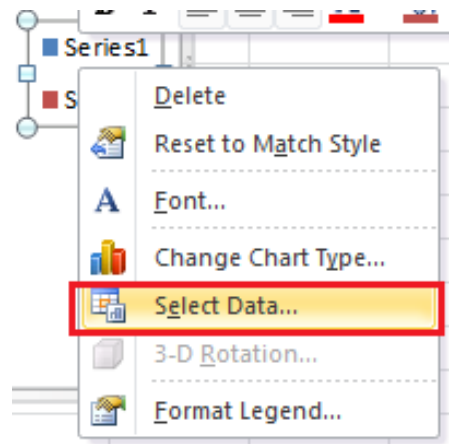 Series1
S
Delete
Reset to Match Style
Font...
Change Chart Type...
Select Data...
3-D Rotation...
Format Legend...